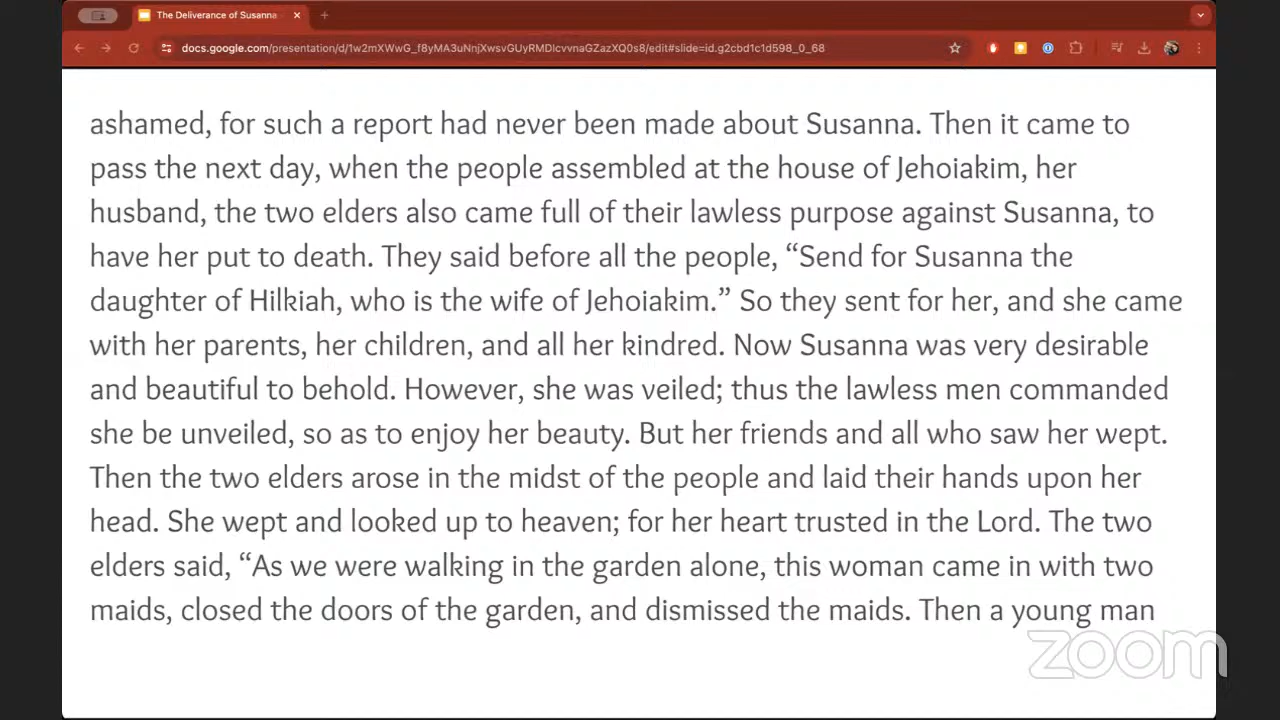 The Deliverance of Susanna
docs.google.com/presentation/d/1w2mXWwG_f8yMA3uNnjXwsvGUyRMDlcvvnaGZazXQ0s8/edit#slide=id.g2cbd1c1d598_0_68
ashamed, for such a report had never been made about Susanna. Then it came to
pass the next day, when the people assembled at the house of Jehoiakim, her
husband, the two elders also came full of their lawless purpose against Susanna, to
have her put to death. They said before all the people, “Send for Susanna the
daughter of Hilkiah, who is the wife of Jehoiakim.” So they sent for her, and she came
with her parents, her children, and all her kindred. Now Susanna was very desirable
and beautiful to behold. However, she was veiled; thus the lawless men commanded
she be unveiled, so as to enjoy her beauty. But her friends and all who saw her wept.
Then the two elders arose in the midst of the people and laid their hands upon her
head. She wept and looked up to heaven; for her heart trusted in the Lord. The two
elders said, “As we were walking in the garden alone, this woman came in with two
maids, closed the doors of the garden, and dismissed the maids. Then a young man
zoom